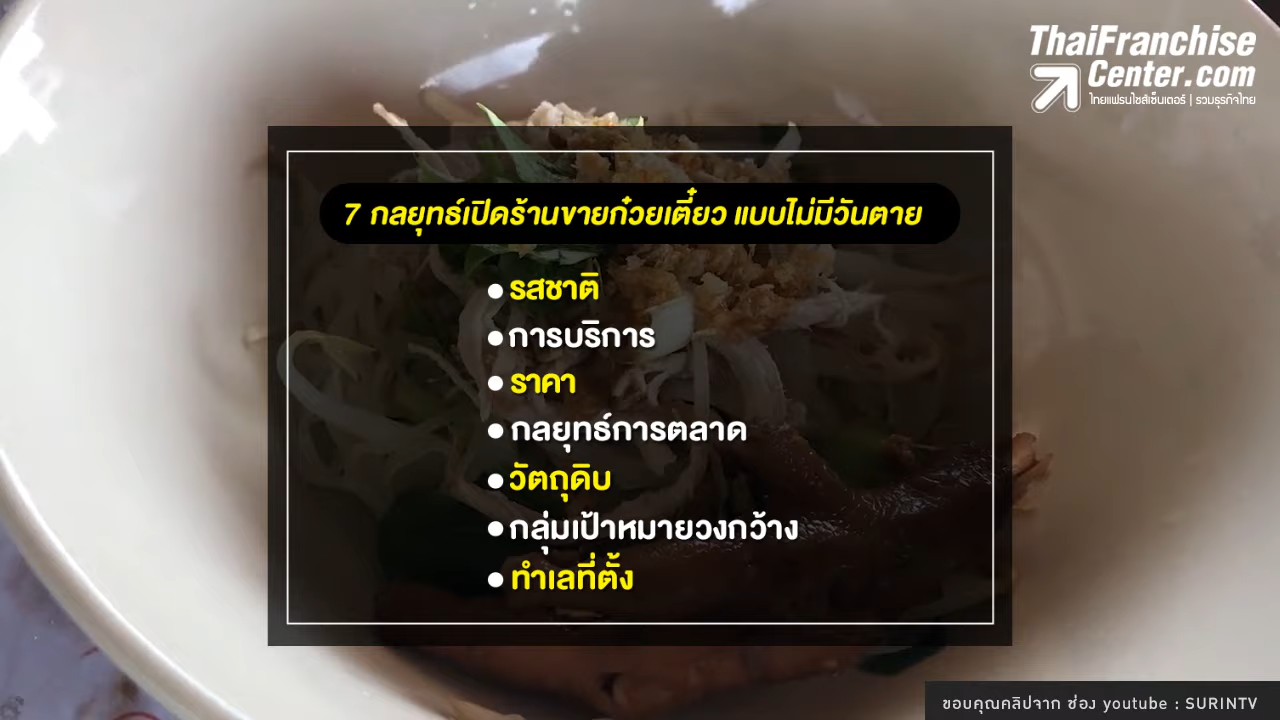 ThaiFranchise
Center.com
ไทยแฟรนไชส์เซ็นเตอร์ | รวมธุรกิจไทย
7 กลยุทธ์เปิดร้านขายก๋วยเตี๋ยว แบบไม่มีวันตาย
●รสชาติ
●การบริการ
●ราคา
●กลยุทธ์การตลาด
●วัตถุดิบ
●กลุ่มเป้าหมายวงกว้าง
●ทำเลที่ตั้ง
ขอบคุณคลิปจาก ช่อง youtube : SURINTV